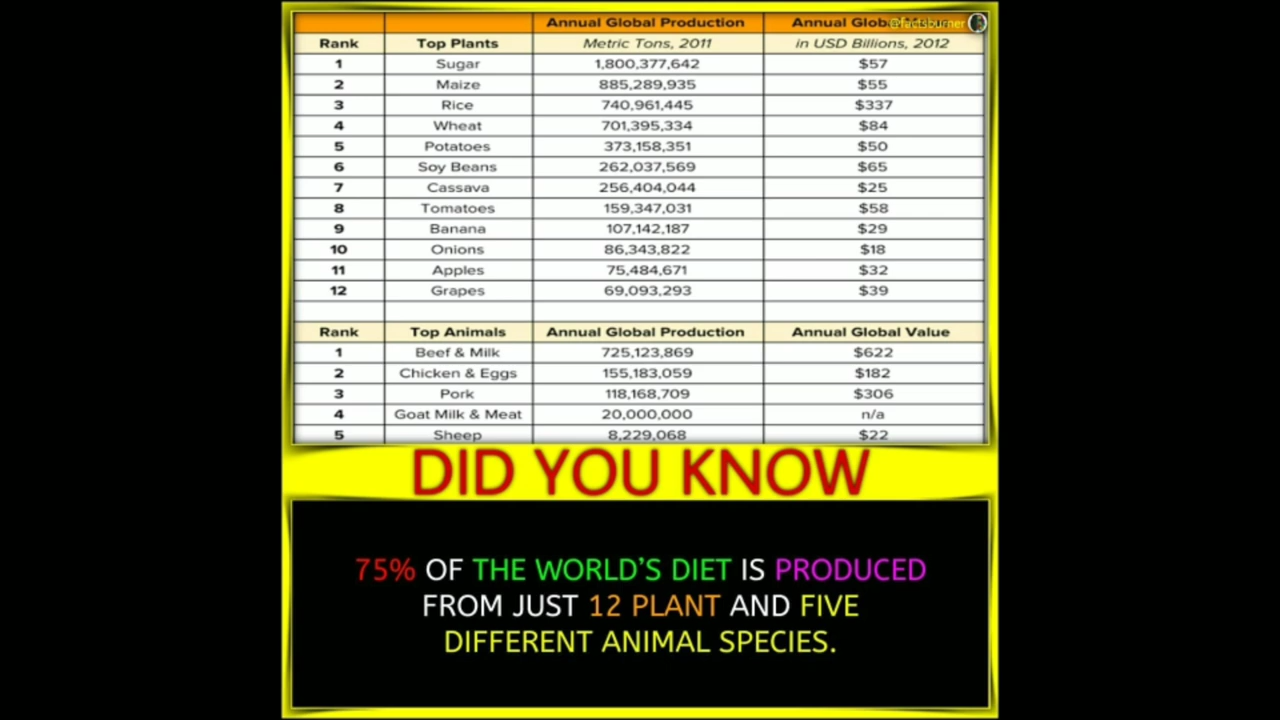 Annual Global Production Annual Global
@factsburner
Rank Top Plants Metric Tons, 2011 in USD Billions, 2012
1 Sugar 1,800,377,642 $57
2 Maize 885,289,935 $55
3 Rice 740,961,445 $337
4 Wheat 701,395,334 $84
5 Potatoes 373,158,351 $50
6 Soy Beans 262,037,569 $65
7 Cassava 256,404,044 $25
8 Tomatoes 159,347,031 $58
9 Banana 107,142,187 $29
10 Onions 86,343,822 $18
11 Apples 75,484,671 $32
12 Grapes 69,093,293 $39
Rank Top Animals Annual Global Production Annual Global Value
1 Beef & Milk 725,123,869 $622
2 Chicken & Eggs 155,183,059 $182
3 Pork 118,168,709 $306
4 Goat Milk & Meat 20,000,000 n/a
5 Sheep 8,229,068 $22
DID YOU KNOW
75% OF THE WORLD'S DIET IS PRODUCED
FROM JUST 12 PLANT AND FIVE
DIFFERENT ANIMAL SPECIES.